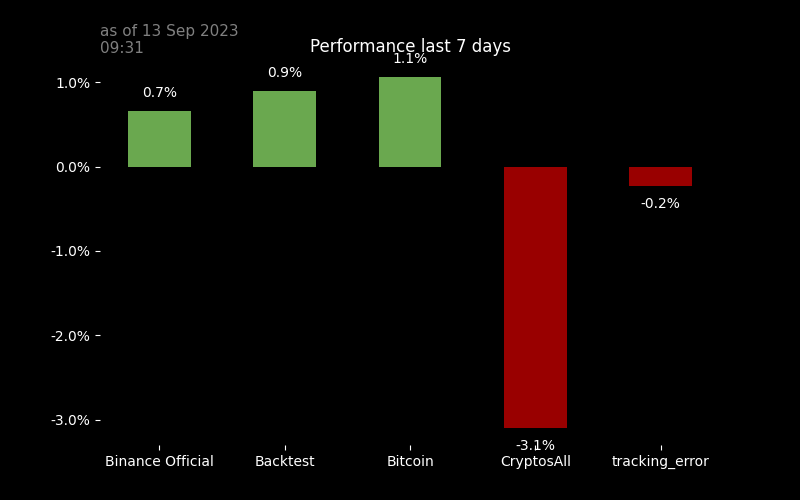 as of 13 Sep 2023
09:31
Performance last 7 days
1.1%
0.9%
0.7%
1.0%
0.0%
-0.2%
-1.0%
-2.0%
-3.0%
-3.1%
Binance Official
Backtest
Bitcoin
CryptosAll
tracking_error